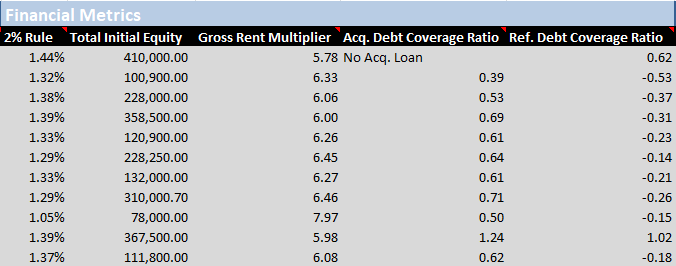 Financial Metrics
2% Rule Total Initial Equity Gross Rent Multiplier Acq. Debt Coverage Ratio Ref. Debt Coverage Ratio
1.44% 410,000.00 5.78 No Acq. Loan 0.62
1.32% 100,900.00 6.33 0.39 -0.53
1.38% 228,000.00 6.06 0.53 -0.37
1.39% 358,500.00 6.00 0.69 -0.31
1.33% 120,900.00 6.26 0.61 -0.23
1.29% 228,250.00 6.45 0.64 -0.14
1.33% 132,000.00 6.27 0.61 -0.21
1.29% 310,000.70 6.46 0.71 -0.26
1.05% 78,000.00 7.97 0.50 -0.15
1.39% 367,500.00 5.98 1.24 1.02
1.37% 111,800.00 6.08 0.62 -0.18